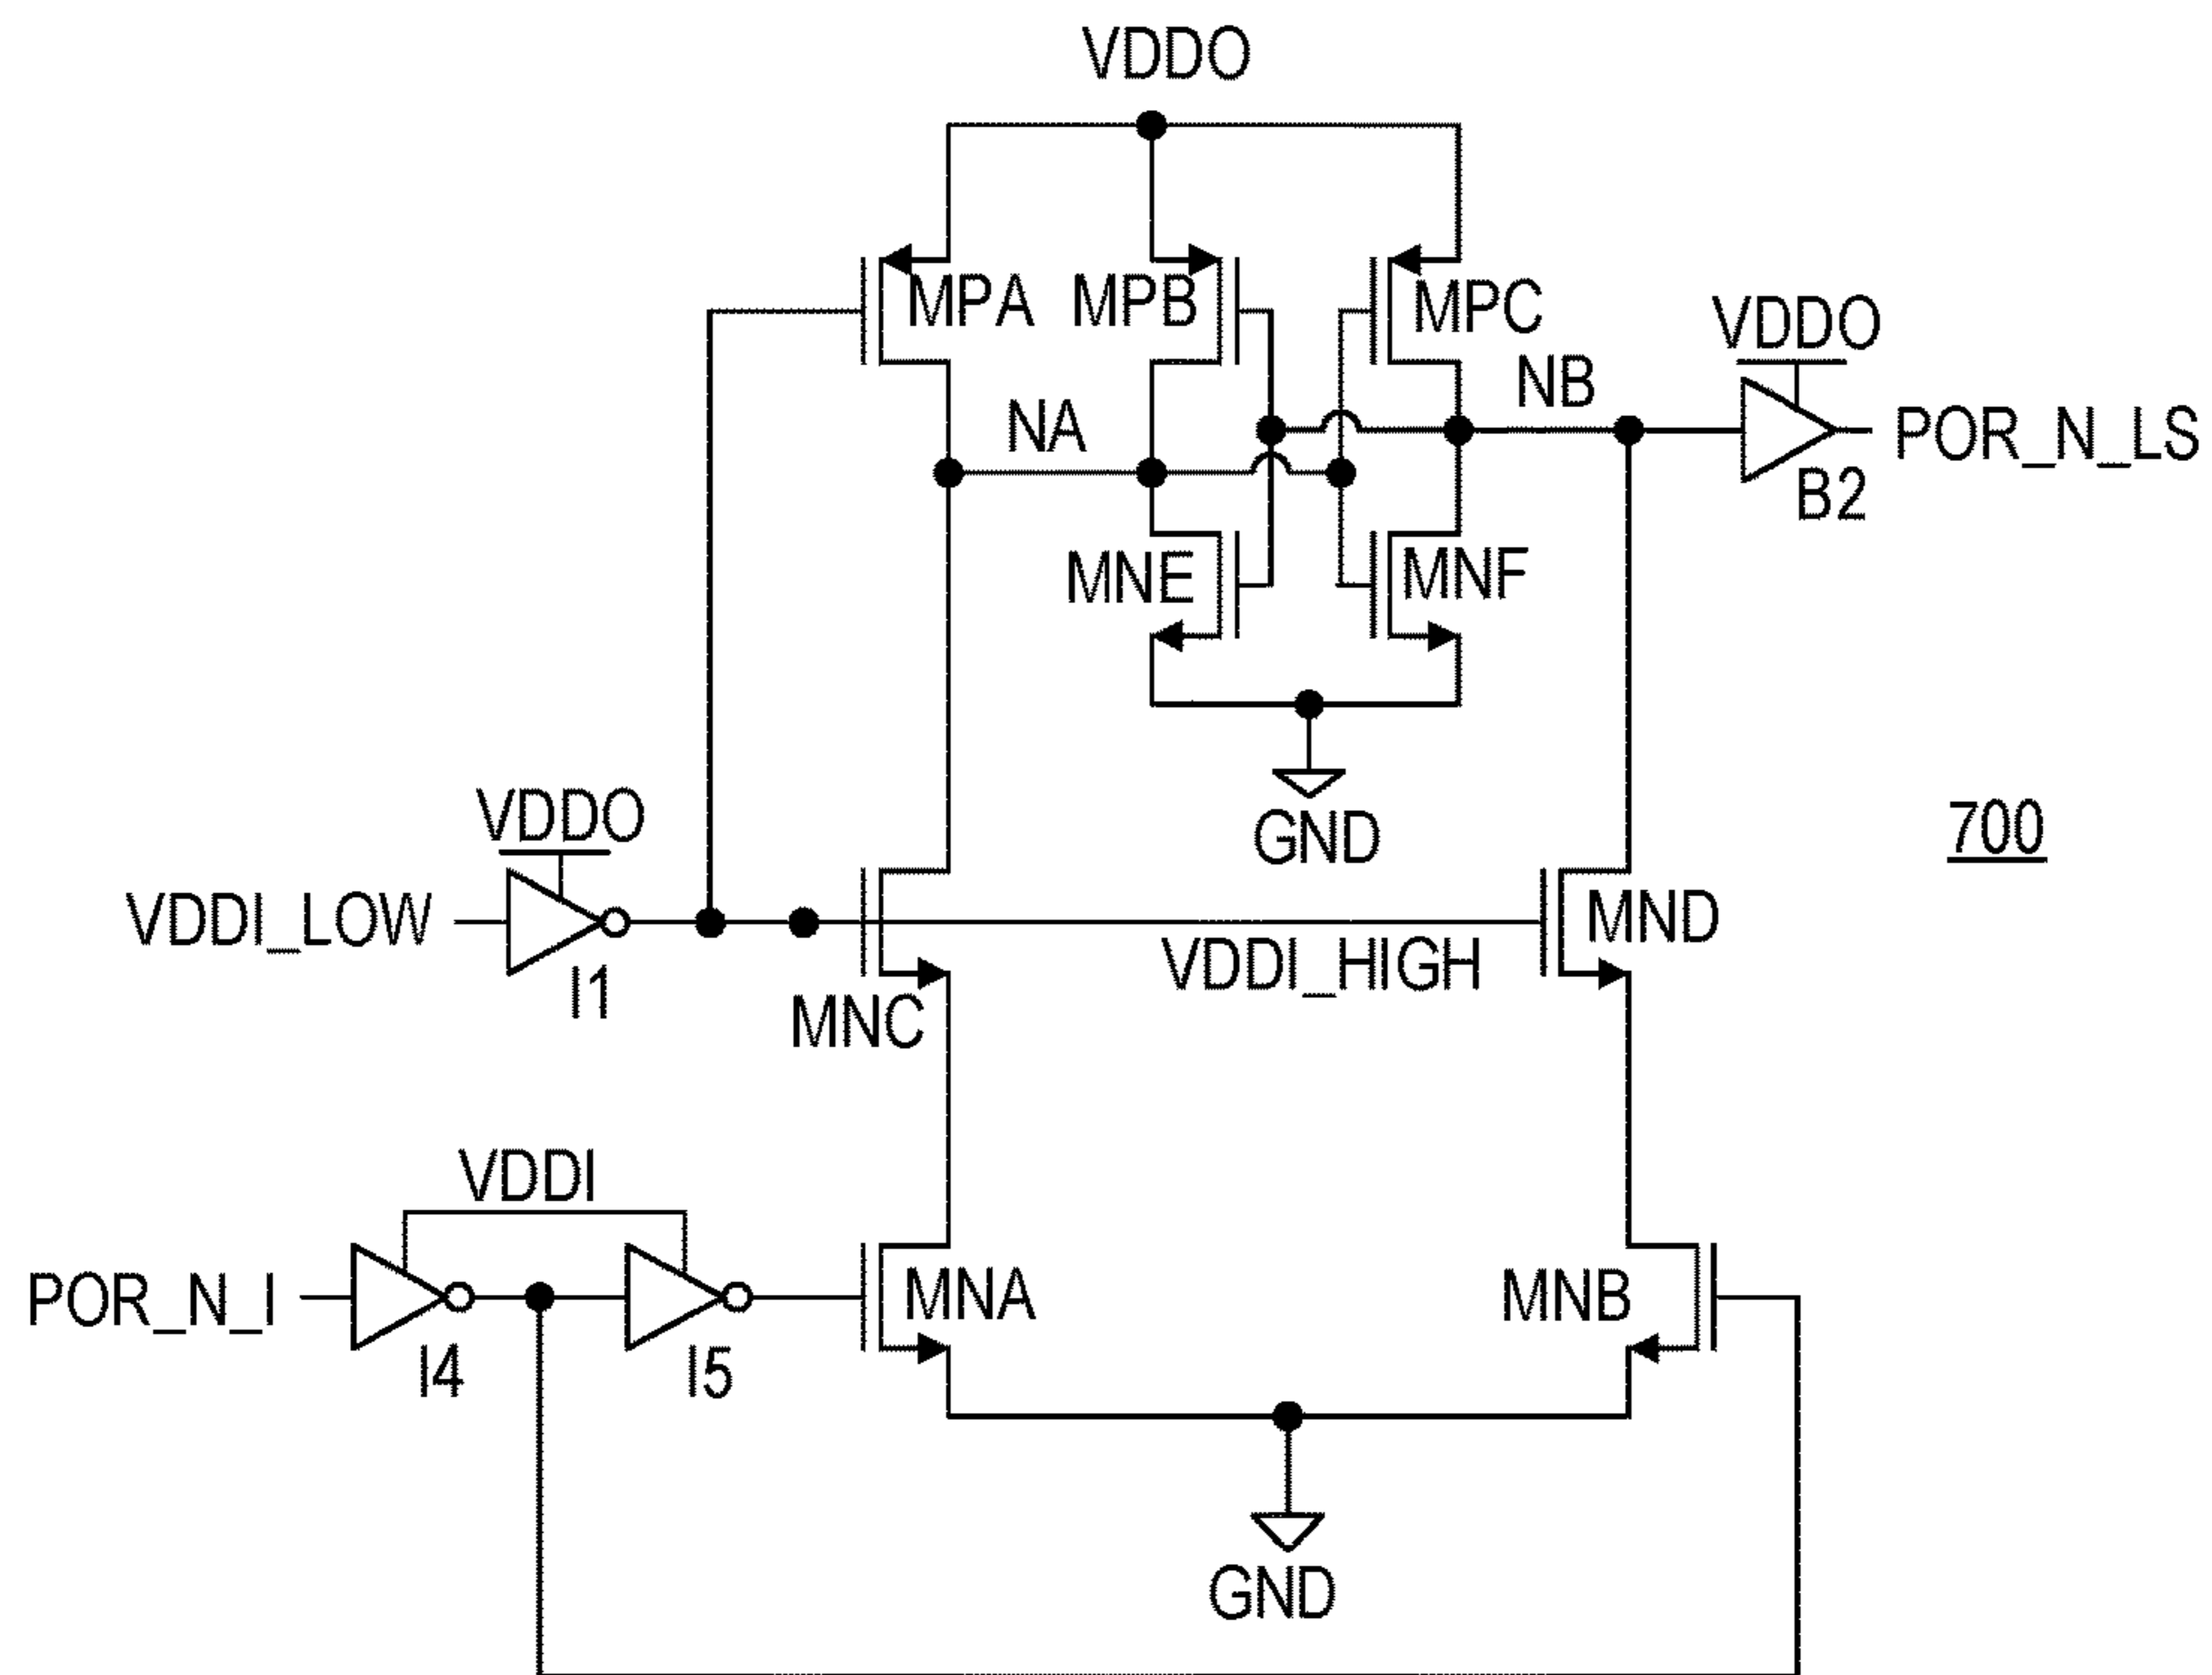 VDDO
MPA
MPB
MPC
VDDO
NB
NA
POR_N_LS
B2
MNE
MNF
VDDO
GND
700
VDDI_LOW
MND
VDDI_HIGH
I1
MNC
VDDI
POR_N_I
MNA
MNB
I4
I5
GND